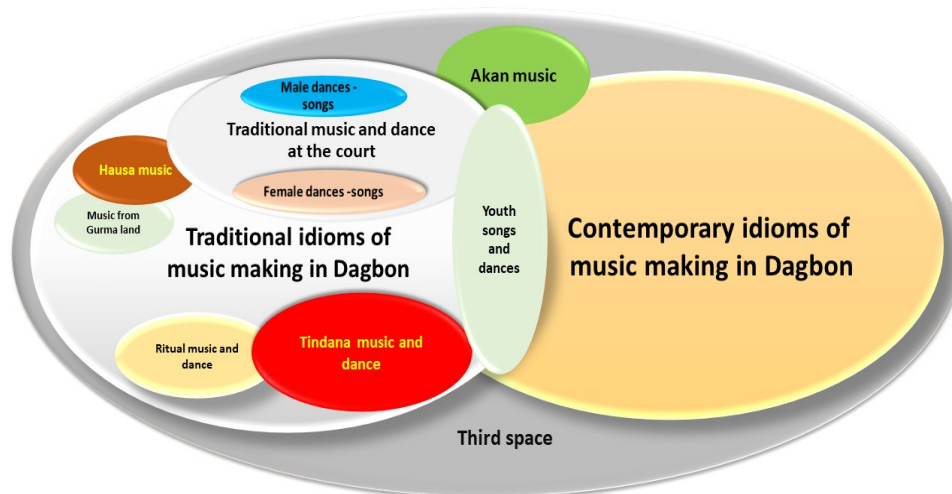 Akan music
Male dances -
songs
Traditional music and dance
at the court
Hausa music
Female dances -songs
Music from
Gurma land
Youth
songs
and
dances
Traditional idioms of
music making in Dagbon
Contemporary idioms of
music making in Dagbon
Ritual music and
dance
Tindana music and
dance
Third space